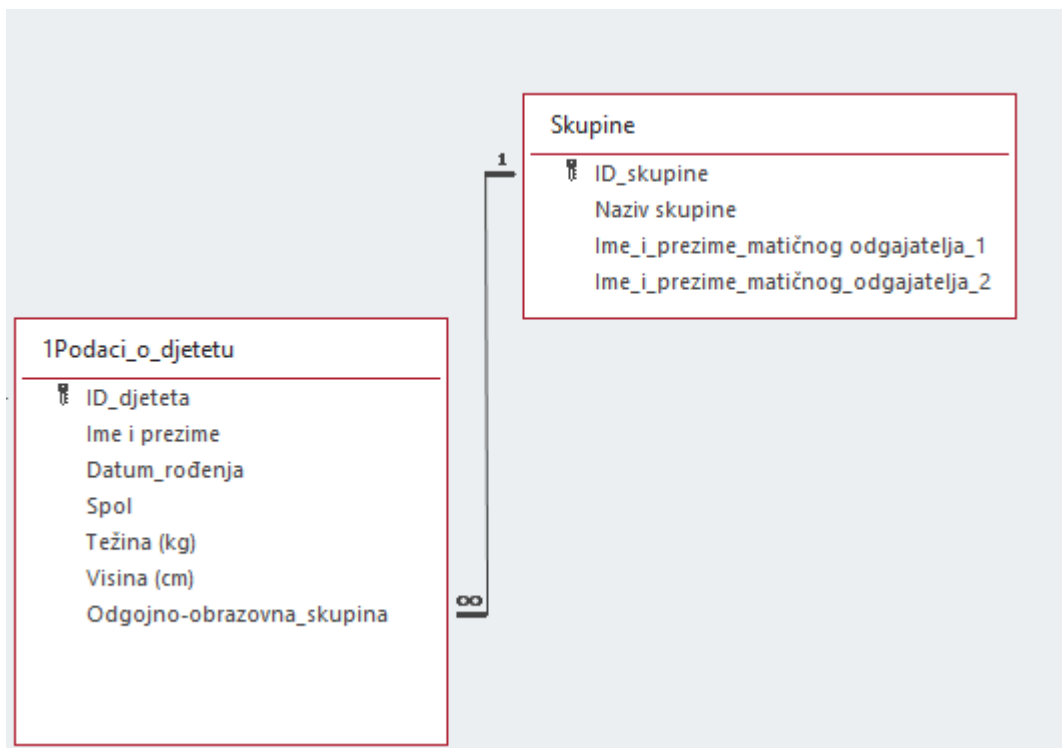 Skupine
1
ID_skupine
Naziv skupine
Ime_i_prezime_matičnog odgajatelja_1
Ime_i_prezime_matičnog_odgajatelja_2
1Podaci_o_djetetu
ID_djeteta
Ime i prezime
Datum_rođenja
Spol
Težina (kg)
Visina (cm)
Odgojno-obrazovna_skupina
∞